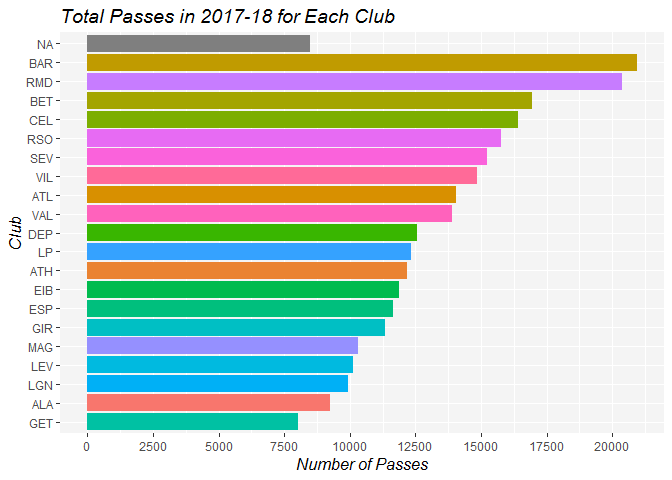 Total Passes in 2017-18 for Each Club
NA
BAR
RMD
BET
CEL
RSO
SEV
VIL
ATL
VAL
DEP
LP
ATH
EIB
ESP
GIR
MAG
LEV
LGN
ALA
GET
Club
0 2500 5000 7500 10000 12500 15000 17500 20000
Number of Passes